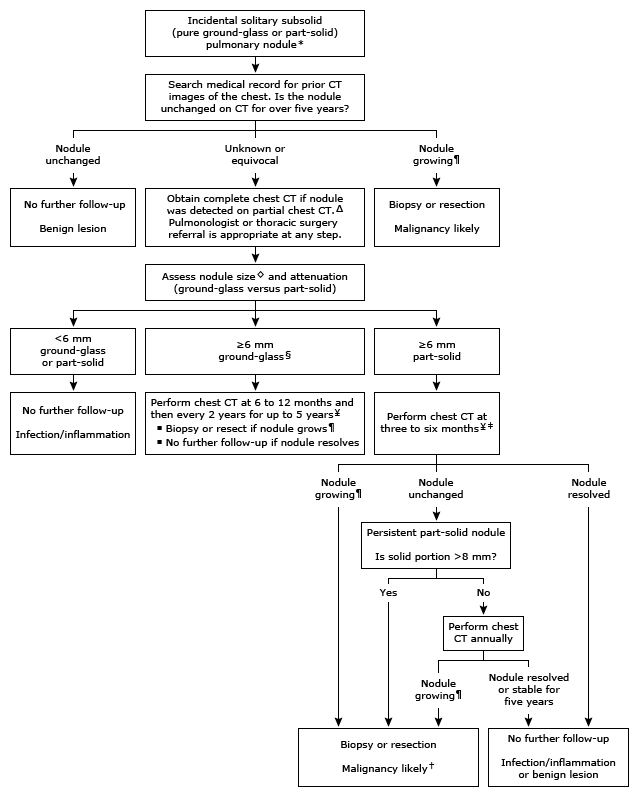 Incidental solitary subsolid
(pure ground-glass or part-solid)
pulmonary nodule*
Search medical record for prior CT
images of the chest. Is the nodule
unchanged on CT for over five years?
Nodule
unchanged
Unknown or
equivocal
Nodule
growing¶
No further follow-up
Benign lesion
Obtain complete chest CT if nodule
was detected on partial chest CT.Δ
Pulmonologist or thoracic surgery
referral is appropriate at any step.
Biopsy or resection
Malignancy likely
Assess nodule size◇ and attenuation
(ground-glass versus part-solid)
<6 mm
ground-glass
or part-solid
≥6 mm
ground-glass§
≥6 mm
part-solid
No further follow-up
Infection/inflammation
Perform chest CT at 6 to 12 months and
then every 2 years for up to 5 years¥
▪ Biopsy or resect if nodule grows¶
▪ No further follow-up if nodule resolves
Perform chest CT at
three to six months¥‡
Nodule
growing¶
Nodule
unchanged
Nodule
resolved
Persistent part-solid nodule
Is solid portion >8 mm?
Yes
No
Perform chest
CT annually
Nodule
growing¶
Nodule resolved
or stable for
five years
Biopsy or resection
Malignancy likely†
No further follow-up
Infection/inflammation
or benign lesion